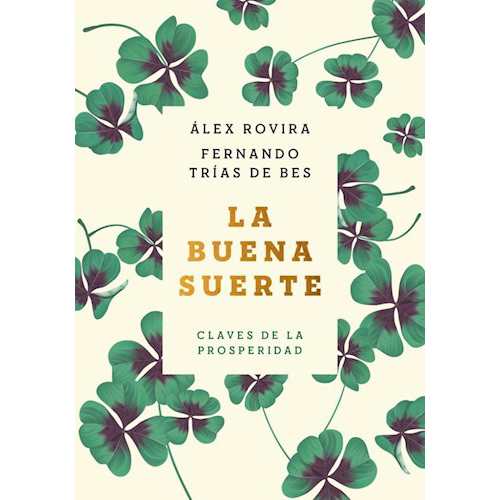 ÁLEX ROVIRA
FERNANDO
TRÍAS DE BES
LA
BUENA
SUERTE
CLAVES DE LA
PROSPERIDAD